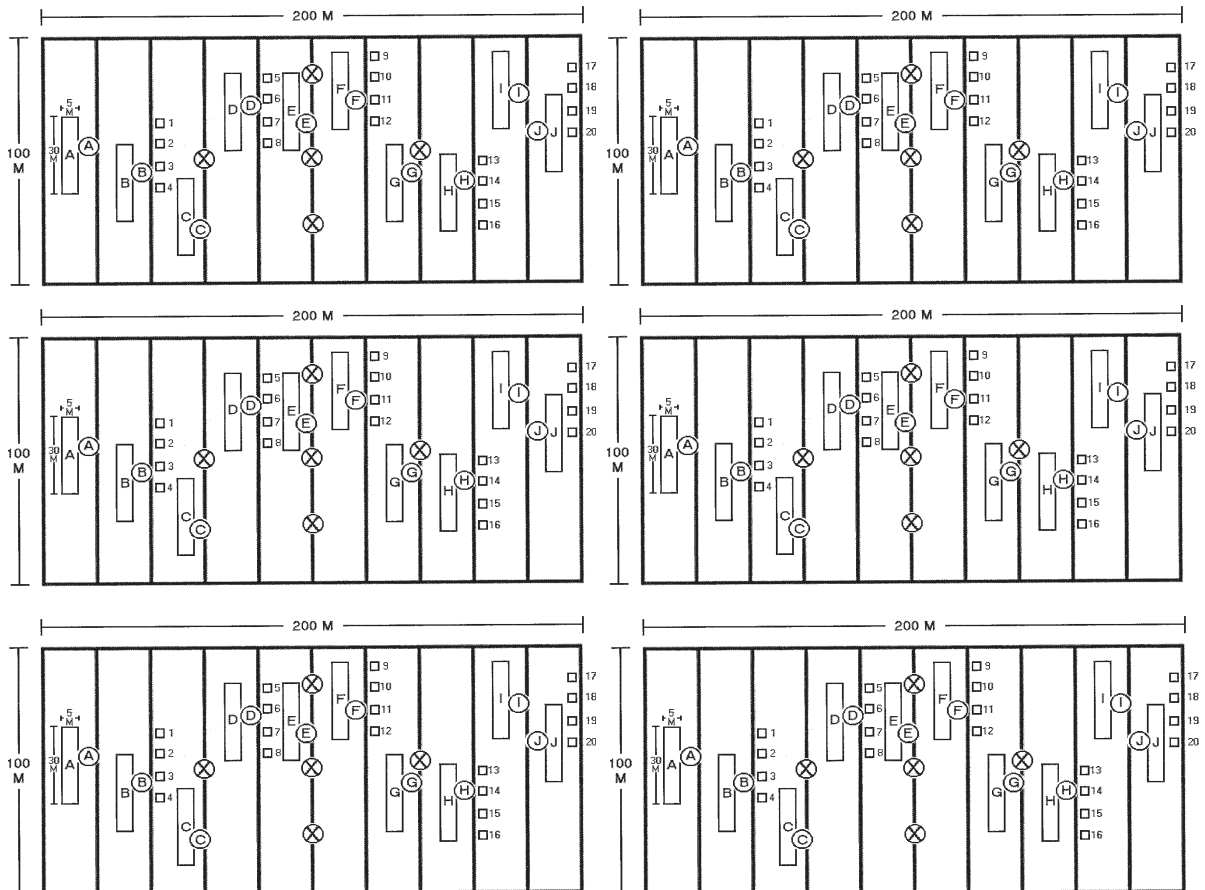 200 M
100 M
5 M
30 M
A A
B B
1
2
3
4
C C
X
D D
5
6
7
8
E E
X
X
X
F F
9
10
11
12
G G
X
H H
13
14
15
16
I I
J J
17
18
19
20
200 M
100 M
5 M
30 M
A A
B B
1
2
3
4
C C
X
D D
5
6
7
8
E E
X
X
X
F F
9
10
11
12
G G
X
H H
13
14
15
16
I I
J J
17
18
19
20
200 M
100 M
5 M
30 M
A A
B B
1
2
3
4
C C
X
D D
5
6
7
8
E E
X
X
X
F F
9
10
11
12
G G
X
H H
13
14
15
16
I I
J J
17
18
19
20
200 M
100 M
5 M
30 M
A A
B B
1
2
3
4
C C
X
D D
5
6
7
8
E E
X
X
X
F F
9
10
11
12
G G
X
H H
13
14
15
16
I I
J J
17
18
19
20
200 M
100 M
5 M
30 M
A A
B B
1
2
3
4
C C
X
D D
5
6
7
8
E E
X
X
X
F F
9
10
11
12
G G
X
H H
13
14
15
16
I I
J J
17
18
19
20
200 M
100 M
5 M
30 M
A A
B B
1
2
3
4
C C
X
D D
5
6
7
8
E E
X
X
X
F F
9
10
11
12
G G
X
H H
13
14
15
16
I I
J J
17
18
19
20